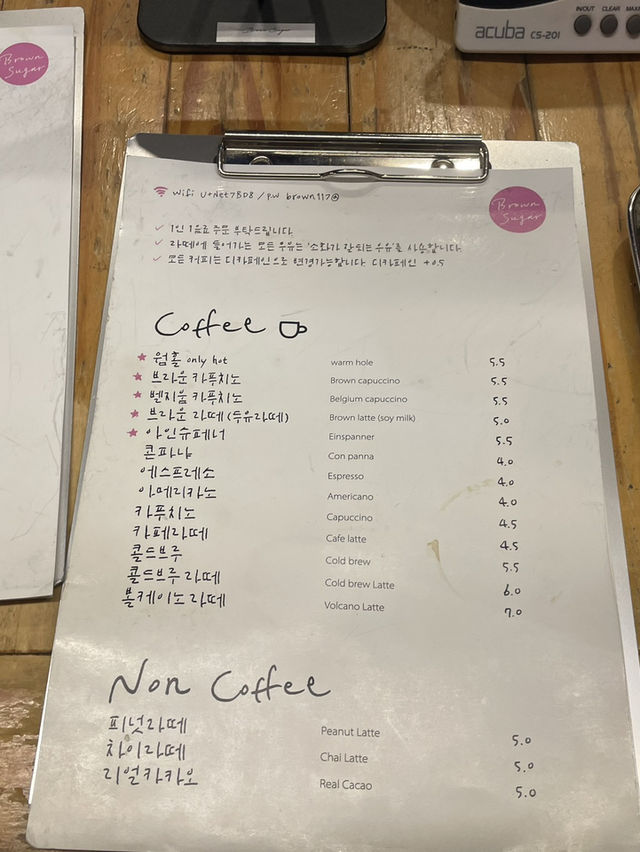 Brown Sugar
acuba CS-201
IN/OUT CLEAR
Wifi U+Net7BD8 / p.w brown117@
Brown Sugar
✓ 1인 1음료 주문 부탁드립니다.
✓ 라떼에 들어가는 모든 우유는 '소화가 잘 되는 우유'를 사용합니다.
✓ 모든 커피는 디카페인으로 변경가능합니다. 디카페인 +0.5
Coffee
★ 웜홀 only hot warm hole 5.5
★ 브라운 카푸치노 Brown capuccino 5.5
★ 벨지움 카푸치노 Belgium capuccino 5.5
★ 브라운 라떼 (두유라떼) Brown latte (soy milk) 5.0
★ 아인슈페너 Einspanner 5.5
콘파냐 Con panna 4.0
에스프레소 Espresso 4.0
아메리카노 Americano 4.0
카푸치노 Capuccino 4.5
카페라떼 Cafe latte 4.5
콜드브루 Cold brew 5.5
콜드브루 라떼 Cold brew Latte 6.0
볼케이노 라떼 Volcano Latte 7.0
Non Coffee
피넛라떼 Peanut Latte 5.0
차이라떼 Chai Latte 5.0
리얼카카오 Real Cacao 5.0